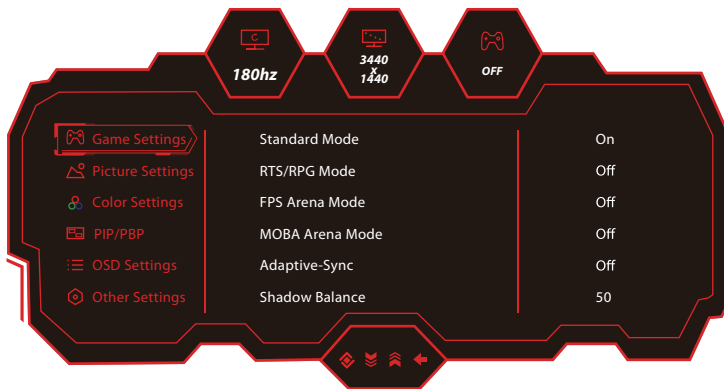 180hz
3440
x
1440
OFF
Game Settings Standard Mode On
Picture Settings RTS/RPG Mode Off
Color Settings FPS Arena Mode Off
PIP/PBP MOBA Arena Mode Off
OSD Settings Adaptive-Sync Off
Other Settings Shadow Balance 50